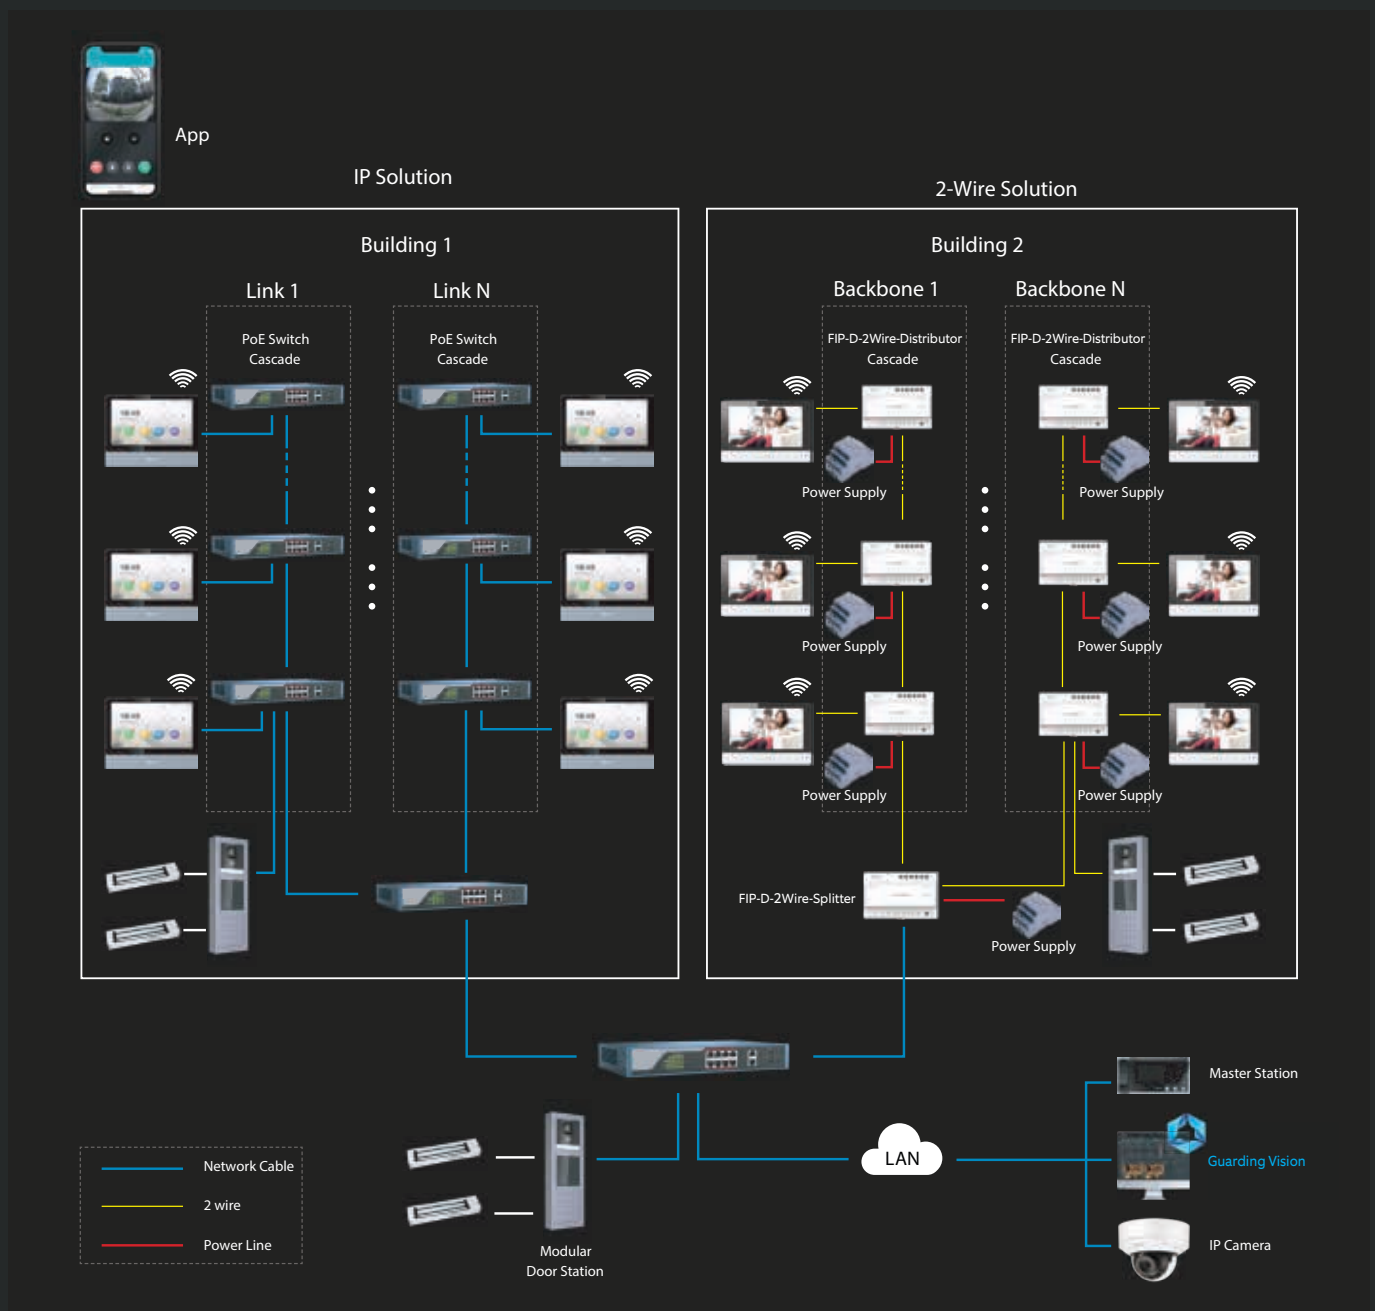 App
IP Solution
2-Wire Solution
Building 1
Building 2
Link 1
Link N
Backbone 1
Backbone N
PoE Switch
Cascade
PoE Switch
Cascade
FIP-D-2Wire-Distributor
Cascade
FIP-D-2Wire-Distributor
Cascade
Power Supply
Power Supply
Power Supply
Power Supply
Power Supply
Power Supply
FIP-D-2Wire-Splitter
Power Supply
Master Station
LAN
Guarding Vision
Network Cable
2 wire
Power Line
Modular
Door Station
IP Camera